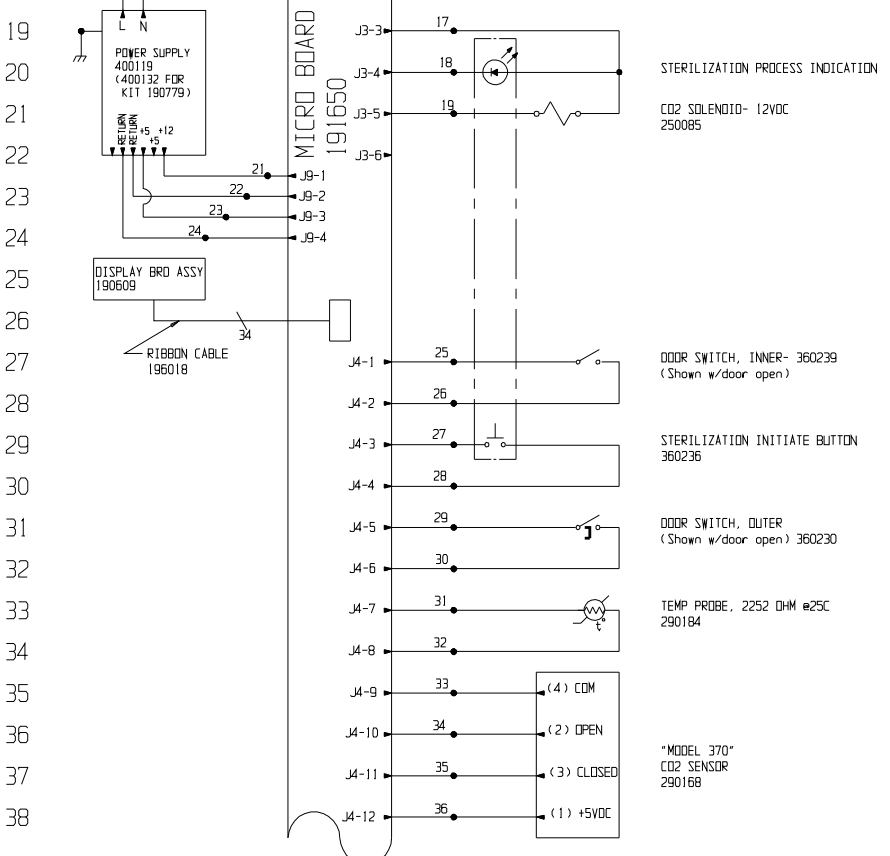 19
L N
POWER SUPPLY
400119
(400132 FOR
KIT 190779)
RETURN
RETURN
+5
+5
+12
MICRO BOARD
191650
J3-3
17
20
J3-4
18
STERILIZATION PROCESS INDICATION
21
J3-5
19
CO2 SOLENOID- 12VDC
250085
22
J3-6
21
J9-1
23
22
J9-2
23
J9-3
24
24
J9-4
25
DISPLAY BRD ASSY
190609
26
34
RIBBON CABLE
196018
27
J4-1
25
DOOR SWITCH, INNER- 360239
(Shown w/door open)
28
J4-2
26
29
J4-3
27
STERILIZATION INITIATE BUTTON
360236
30
J4-4
28
31
J4-5
29
DOOR SWITCH, OUTER
(Shown w/door open) 360230
32
J4-6
30
33
J4-7
31
t°
TEMP PROBE, 2252 OHM @25C
290184
34
J4-8
32
35
J4-9
33
(4) COM
36
J4-10
34
(2) OPEN
37
J4-11
35
(3) CLOSED
"MODEL 370"
CO2 SENSOR
290168
38
J4-12
36
(1) +5VDC